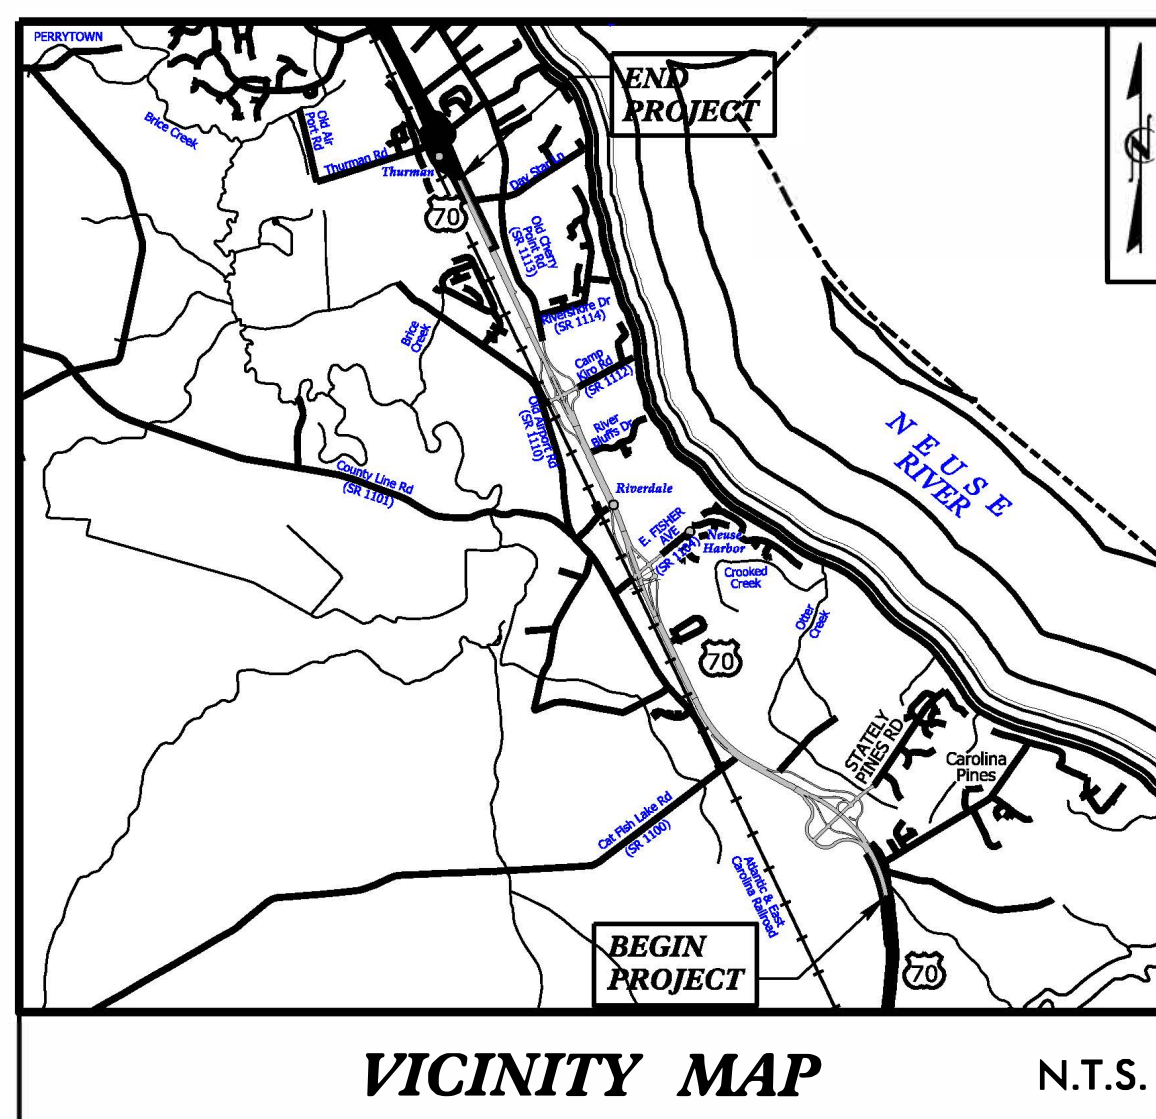 PERRYTOWN
END
PROJECT
Brice Creek
Old Air
Port Rd
Thurman Rd
Thurman
Day Star Ln
70
Old Cherry
Point Rd
(SR 1113)
Rivershore Dr
(SR 1114)
Brice
Creek
Camp
Kiro Rd
(SR 1112)
Old Airport Rd
(SR 1110)
River
Bluffs Dr
NEUSE
RIVER
County Line Rd
(SR 1101)
Riverdale
E. FISHER
AVE
(SR 1104)
Neuse
Harbor
Crooked
Creek
Otter
Creek
70
STATELY
PINES RD
Carolina
Pines
Cat Fish Lake Rd
(SR 1100)
Atlantic & East
Carolina Railroad
BEGIN
PROJECT
70
VICINITY MAP
N.T.S.